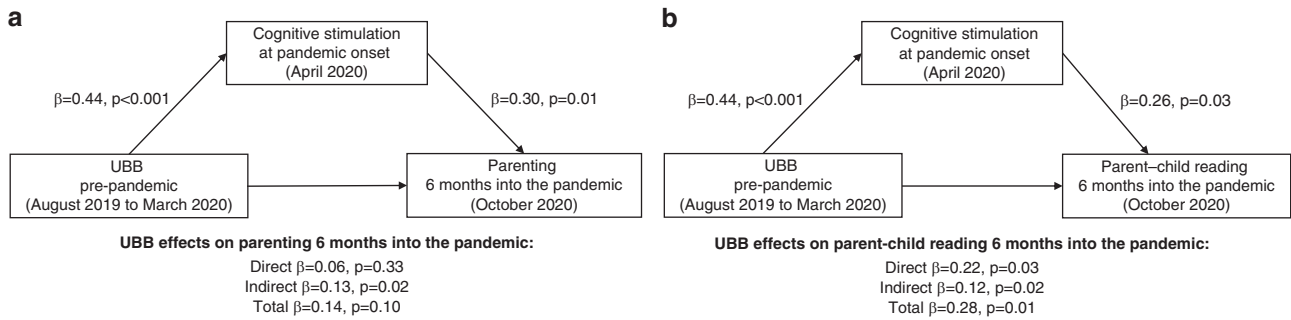 a
Cognitive stimulation
at pandemic onset
(April 2020)
β=0.44, p<0.001
β=0.30, p=0.01
UBB
pre-pandemic
(August 2019 to March 2020)
Parenting
6 months into the pandemic
(October 2020)
UBB effects on parenting 6 months into the pandemic:
Direct β=0.06, p=0.33
Indirect β=0.13, p=0.02
Total β=0.14, p=0.10
b
Cognitive stimulation
at pandemic onset
(April 2020)
β=0.44, p<0.001
β=0.26, p=0.03
UBB
pre-pandemic
(August 2019 to March 2020)
Parent–child reading
6 months into the pandemic
(October 2020)
UBB effects on parent-child reading 6 months into the pandemic:
Direct β=0.22, p=0.03
Indirect β=0.12, p=0.02
Total β=0.28, p=0.01